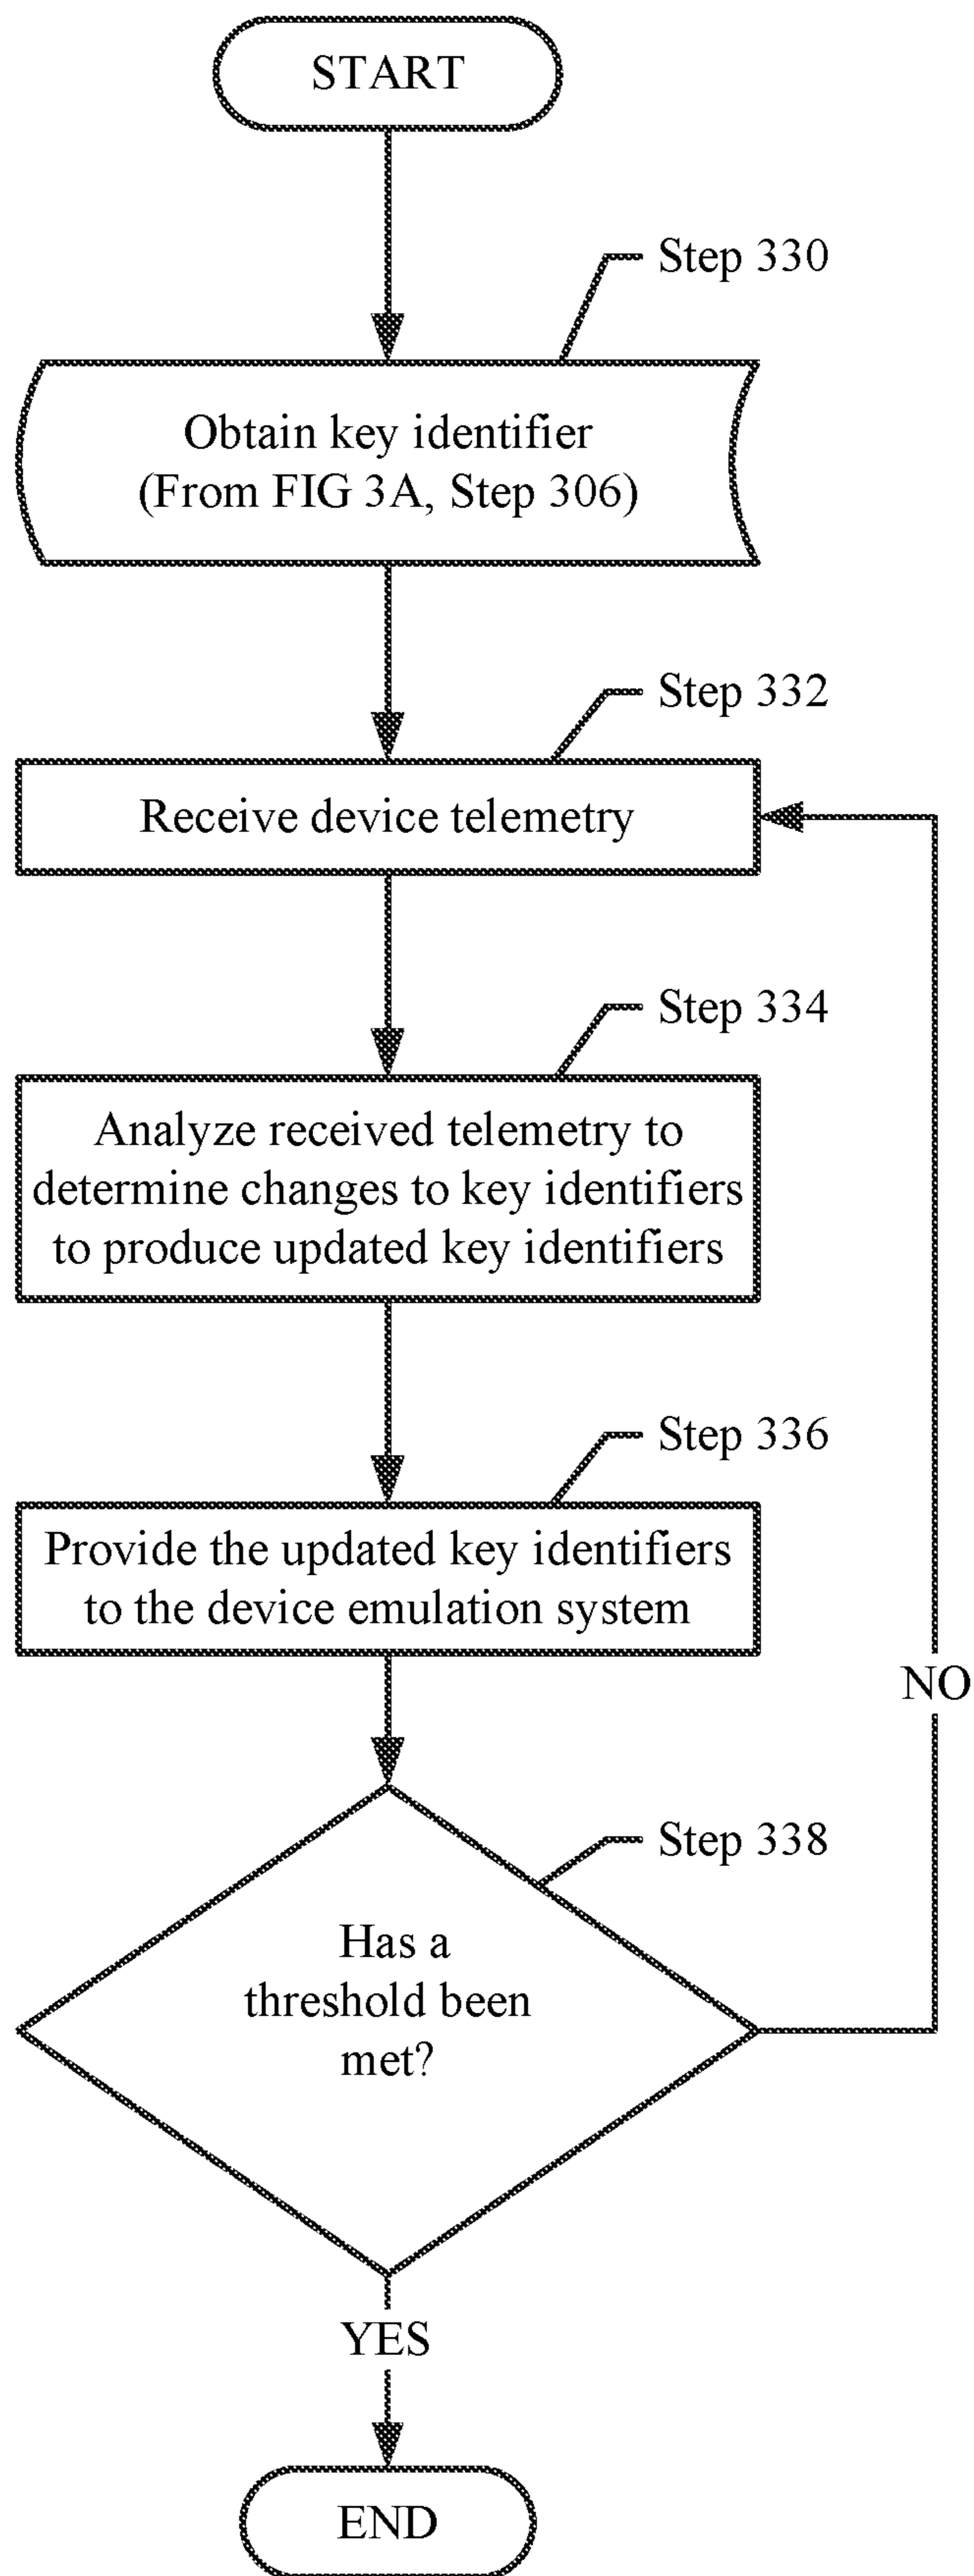 START
Step 330
Obtain key identifier
(From FIG 3A, Step 306)
Step 332
Receive device telemetry
Step 334
Analyze received telemetry to
determine changes to key identifiers
to produce updated key identifiers
Step 336
Provide the updated key identifiers
to the device emulation system
NO
Step 338
Has a
threshold been
met?
YES
END